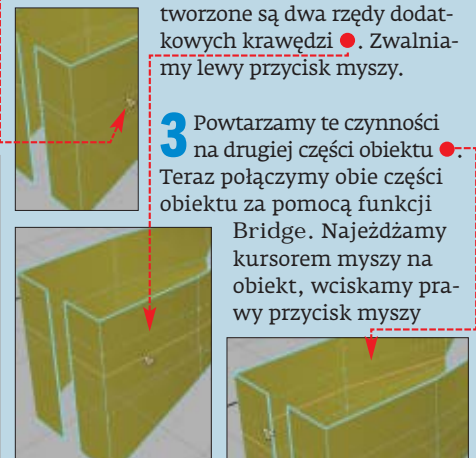 tworzone są dwa rzędy dodat-
kowych krawędzi ●. Zwalnia-
my lewy przycisk myszy.
3 Powtarzamy te czynności
na drugiej części obiektu ●.
Teraz połączymy obie części
obiektu za pomocą funkcji
Bridge. Najeżdżamy
kursorem myszy na
obiekt, wciskamy pra-
wy przycisk myszy